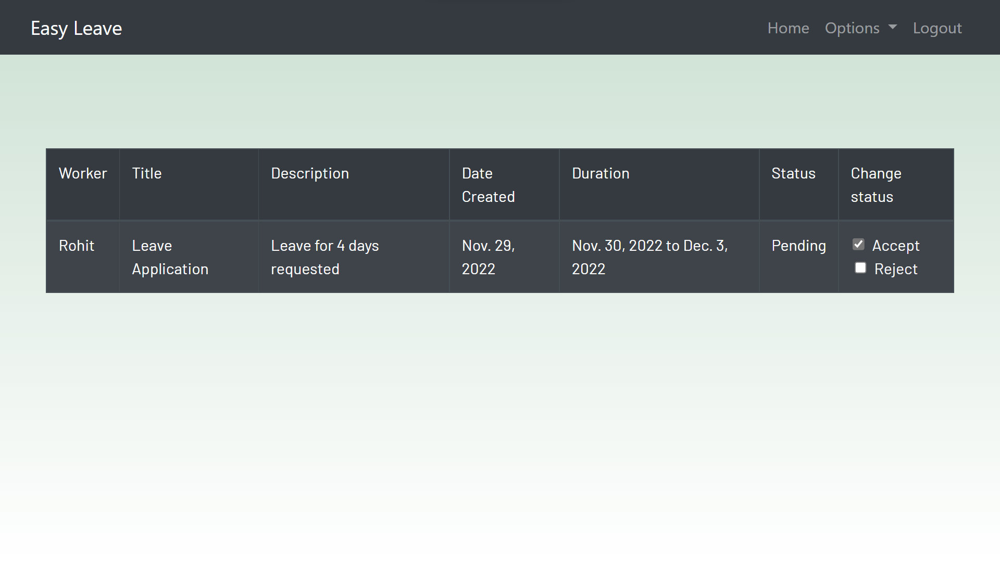 Easy Leave
Home Options Logout
Worker Title Description Date Created Duration Status Change status
Rohit Leave Application Leave for 4 days requested Nov. 29, 2022 Nov. 30, 2022 to Dec. 3, 2022 Pending Accept
Reject